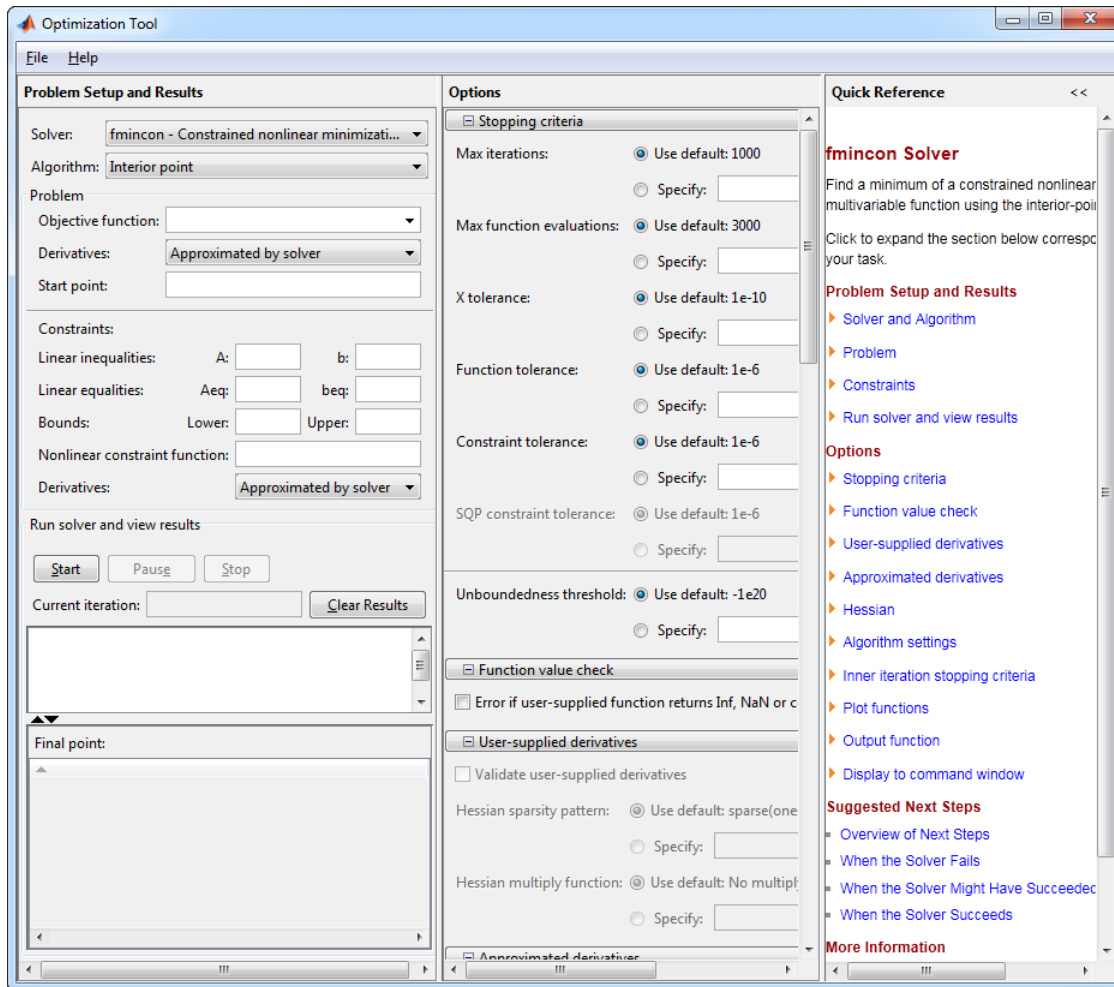 Optimization Tool
File Help
Problem Setup and Results
Solver: fmincon - Constrained nonlinear minimizati...
Algorithm: Interior point
Problem
Objective function:
Derivatives: Approximated by solver
Start point:
Constraints:
Linear inequalities: A: b:
Linear equalities: Aeq: beq:
Bounds: Lower: Upper:
Nonlinear constraint function:
Derivatives: Approximated by solver
Run solver and view results
Start Pause Stop
Current iteration: Clear Results
Final point:
Options
Stopping criteria
Max iterations: Use default: 1000
Specify:
Max function evaluations: Use default: 3000
Specify:
X tolerance: Use default: 1e-10
Specify:
Function tolerance: Use default: 1e-6
Specify:
Constraint tolerance: Use default: 1e-6
Specify:
SQP constraint tolerance: Use default: 1e-6
Specify:
Unboundedness threshold: Use default: -1e20
Specify:
Function value check
Error if user-supplied function returns Inf, NaN or c
User-supplied derivatives
Validate user-supplied derivatives
Hessian sparsity pattern: Use default: sparse(one
Specify:
Hessian multiply function: Use default: No multipl
Specify:
Approximated derivatives
Quick Reference <<
fmincon Solver
Find a minimum of a constrained nonlinear
multivariable function using the interior-poi
Click to expand the section below corresp
your task.
Problem Setup and Results
Solver and Algorithm
Problem
Constraints
Run solver and view results
Options
Stopping criteria
Function value check
User-supplied derivatives
Approximated derivatives
Hessian
Algorithm settings
Inner iteration stopping criteria
Plot functions
Output function
Display to command window
Suggested Next Steps
Overview of Next Steps
When the Solver Fails
When the Solver Might Have Succeeded
When the Solver Succeeds
More Information